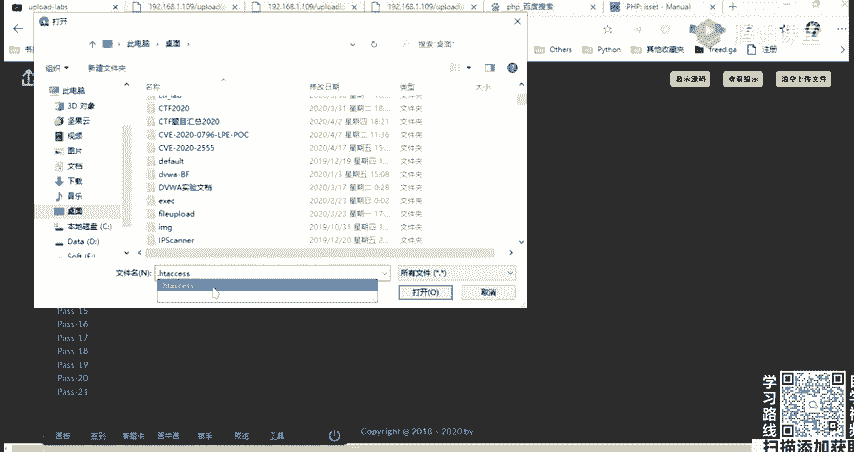 upload-labs
192.168.1.109/upload
192.168.1.109/upload
192.168.1.109/upload
php_百度搜索
PHP: isset - Manual
打开
此电脑 › 桌面
搜索"桌面"
Others
Python
其他收藏夹
freed.ga
注册
组织
新建文件夹
名称
修改日期
类型
大小
此电脑
3D 对象
坚果云
视频
图片
文档
下载
音乐
桌面
本地磁盘 (C:)
Data (D:)
CTF2020
2020/3/31 星期二 18:...
文件夹
CTF题目汇总2020
2020/4/2 星期四 18:21
文件夹
CVE-2020-0796-LPE-POC
2020/4/7 星期二 11:36
文件夹
CVE-2020-2555
2020/4/17 星期五 15:...
文件夹
default
2019/12/19 星期四 1...
文件夹
dvwa-BF
2020/1/3 星期五 15:08
文件夹
DVWA实验文档
2020/3/17 星期二 0:28
文件夹
exec
文件夹
fileupload
2020/3/23 星期一 17:...
文件夹
img
2019/10/31 星期四 1...
文件夹
IPScanner
2019/12/20 星期五 2...
文件夹
文件名(N):
.htaccess
所有文件 (*.*)
.htaccess
打开(O)
取消
显示源码
查看提示
清空上传文件
腾讯课堂
Pass-15
Pass-16
Pass-17
Pass-18
Pass-19
Pass-20
Pass-21
Copyright @ 2018 - 2020 by
学习路线
扫描添加获取